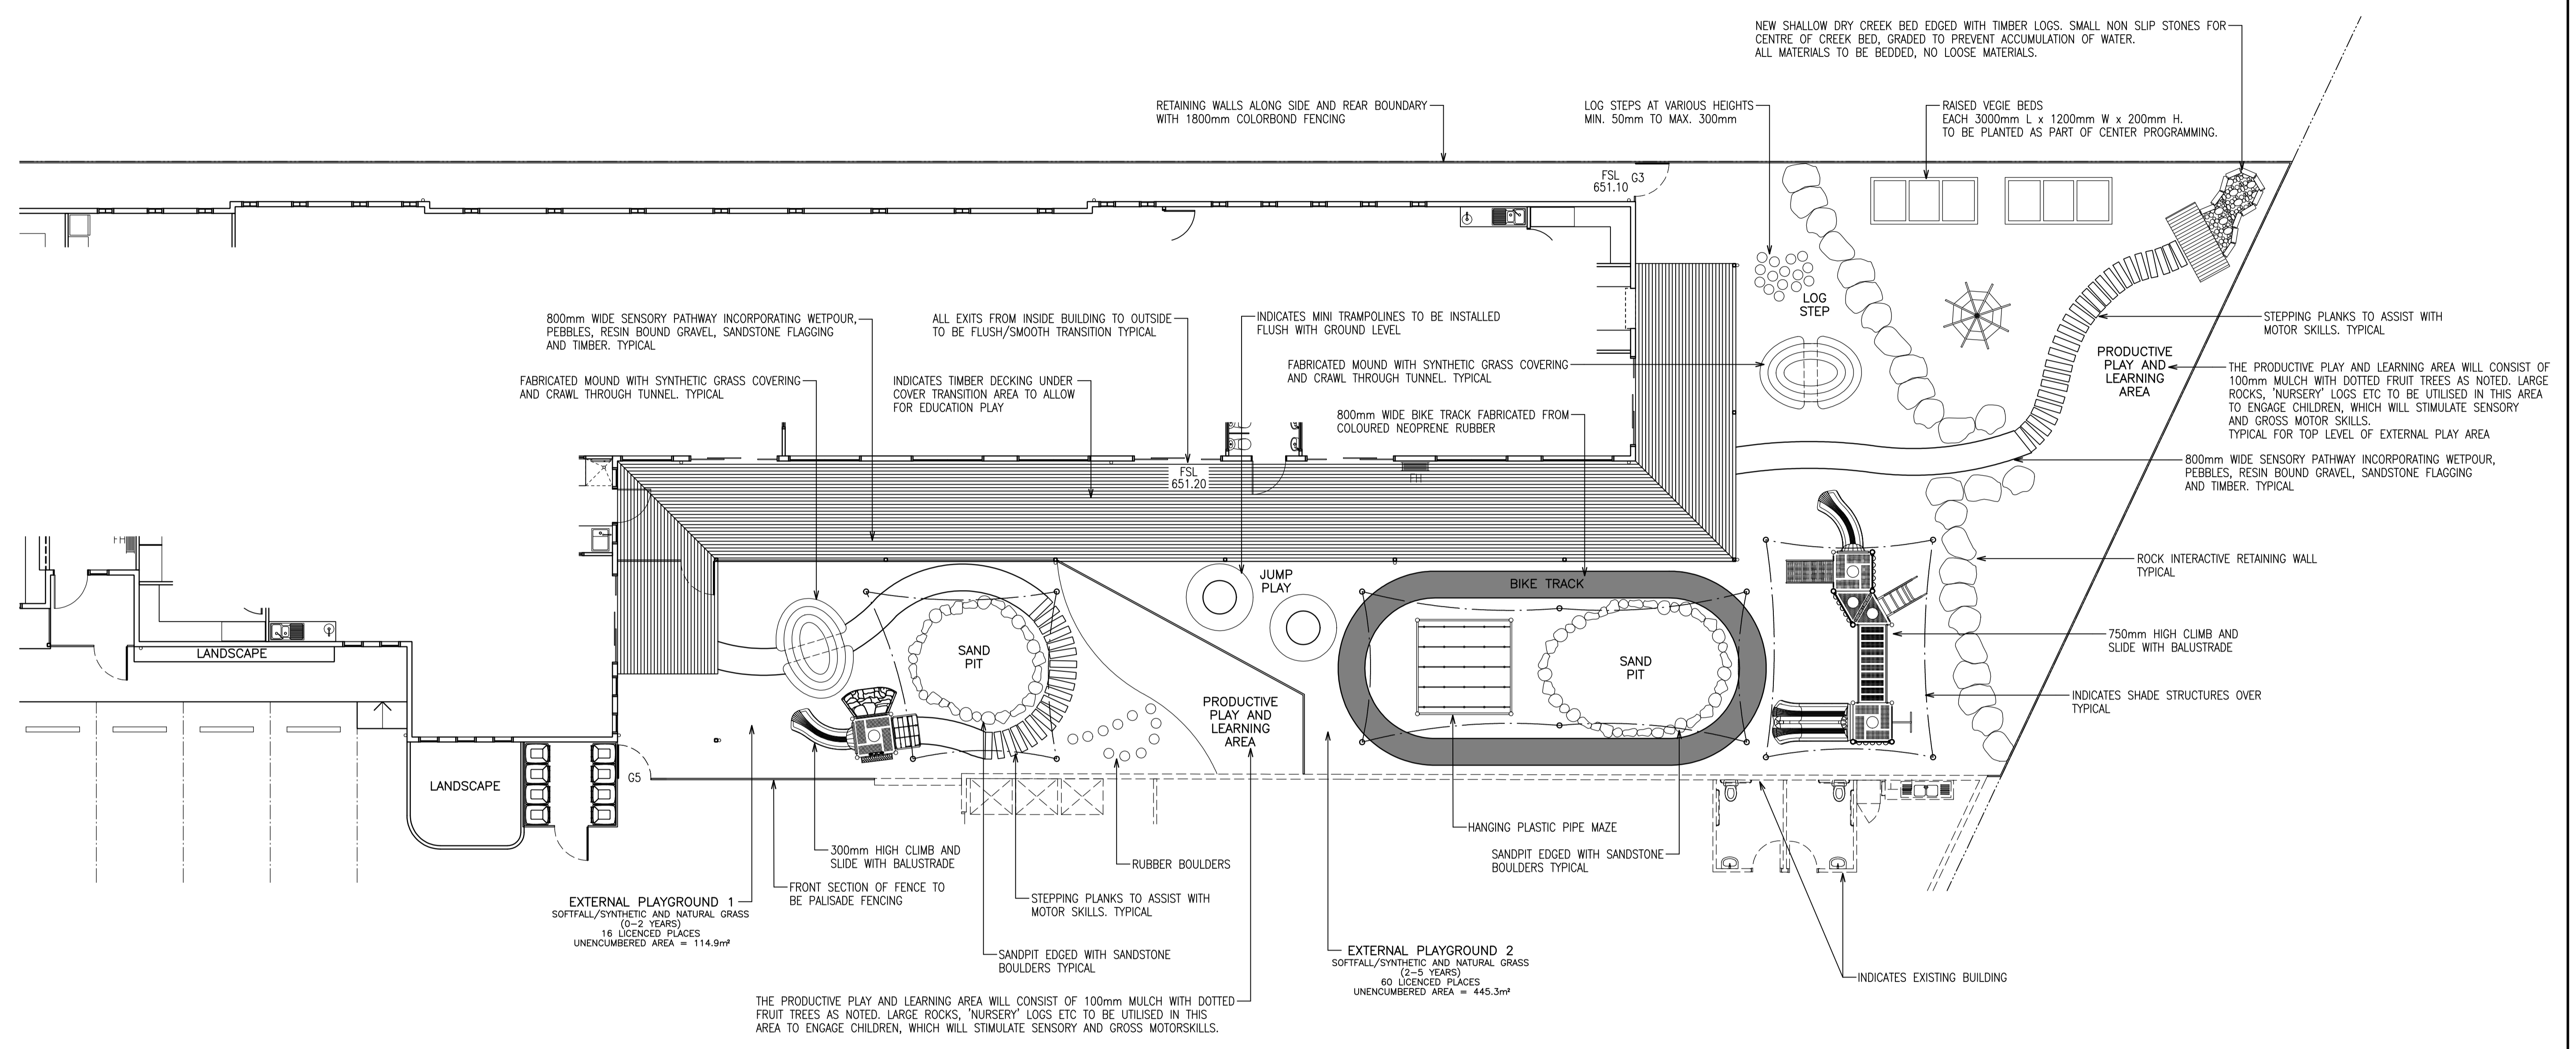 NEW SHALLOW DRY CREEK BED EDGED WITH TIMBER LOGS. SMALL NON SLIP STONES FOR
CENTRE OF CREEK BED, GRADED TO PREVENT ACCUMULATION OF WATER.
ALL MATERIALS TO BE BEDDED, NO LOOSE MATERIALS.
RETAINING WALLS ALONG SIDE AND REAR BOUNDARY
WITH 1800mm COLORBOND FENCING
LOG STEPS AT VARIOUS HEIGHTS
MIN. 50mm TO MAX. 300mm
RAISED VEGIE BEDS
EACH 3000mm L x 1200mm W x 200mm H.
TO BE PLANTED AS PART OF CENTER PROGRAMMING.
FSL
651.10
G3
LOG
STEP
800mm WIDE SENSORY PATHWAY INCORPORATING WETPOUR,
PEBBLES, RESIN BOUND GRAVEL, SANDSTONE FLAGGING
AND TIMBER. TYPICAL
ALL EXITS FROM INSIDE BUILDING TO OUTSIDE
TO BE FLUSH/SMOOTH TRANSITION TYPICAL
INDICATES MINI TRAMPOLINES TO BE INSTALLED
FLUSH WITH GROUND LEVEL
STEPPING PLANKS TO ASSIST WITH
MOTOR SKILLS. TYPICAL
FABRICATED MOUND WITH SYNTHETIC GRASS COVERING
AND CRAWL THROUGH TUNNEL. TYPICAL
PRODUCTIVE
PLAY AND
LEARNING
AREA
THE PRODUCTIVE PLAY AND LEARNING AREA WILL CONSIST OF
100mm MULCH WITH DOTTED FRUIT TREES AS NOTED. LARGE
ROCKS, 'NURSERY' LOGS ETC TO BE UTILISED IN THIS AREA
TO ENGAGE CHILDREN, WHICH WILL STIMULATE SENSORY
AND GROSS MOTOR SKILLS.
TYPICAL FOR TOP LEVEL OF EXTERNAL PLAY AREA
FABRICATED MOUND WITH SYNTHETIC GRASS COVERING
AND CRAWL THROUGH TUNNEL. TYPICAL
INDICATES TIMBER DECKING UNDER
COVER TRANSITION AREA TO ALLOW
FOR EDUCATION PLAY
800mm WIDE BIKE TRACK FABRICATED FROM
COLOURED NEOPRENE RUBBER
800mm WIDE SENSORY PATHWAY INCORPORATING WETPOUR,
PEBBLES, RESIN BOUND GRAVEL, SANDSTONE FLAGGING
AND TIMBER. TYPICAL
FSL
651.20
FH
FH
JUMP
PLAY
BIKE TRACK
ROCK INTERACTIVE RETAINING WALL
TYPICAL
LANDSCAPE
SAND
PIT
SAND
PIT
750mm HIGH CLIMB AND
SLIDE WITH BALUSTRADE
INDICATES SHADE STRUCTURES OVER
TYPICAL
PRODUCTIVE
PLAY AND
LEARNING
AREA
G5
LANDSCAPE
HANGING PLASTIC PIPE MAZE
300mm HIGH CLIMB AND
SLIDE WITH BALUSTRADE
RUBBER BOULDERS
SANDPIT EDGED WITH SANDSTONE
BOULDERS TYPICAL
FRONT SECTION OF FENCE TO
BE PALISADE FENCING
STEPPING PLANKS TO ASSIST WITH
MOTOR SKILLS. TYPICAL
EXTERNAL PLAYGROUND 1
SOFTFALL/SYNTHETIC AND NATURAL GRASS
(0-2 YEARS)
16 LICENCED PLACES
UNENCUMBERED AREA = 114.9m²
SANDPIT EDGED WITH SANDSTONE
BOULDERS TYPICAL
EXTERNAL PLAYGROUND 2
SOFTFALL/SYNTHETIC AND NATURAL GRASS
(2-5 YEARS)
60 LICENCED PLACES
UNENCUMBERED AREA = 445.3m²
INDICATES EXISTING BUILDING
THE PRODUCTIVE PLAY AND LEARNING AREA WILL CONSIST OF 100mm MULCH WITH DOTTED
FRUIT TREES AS NOTED. LARGE ROCKS, 'NURSERY' LOGS ETC TO BE UTILISED IN THIS
AREA TO ENGAGE CHILDREN, WHICH WILL STIMULATE SENSORY AND GROSS MOTORSKILLS.